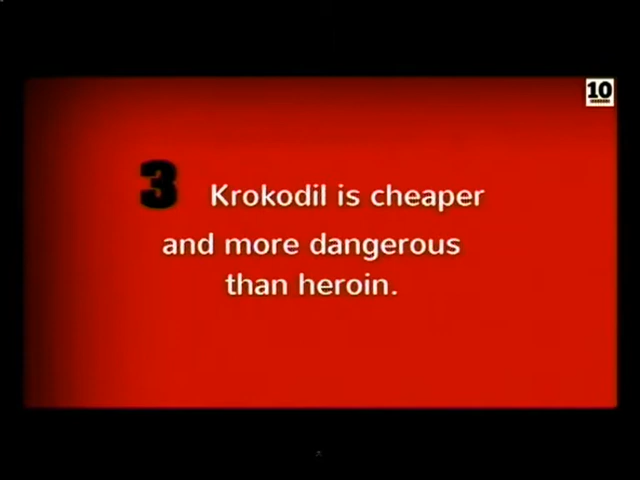 10
3 Krokodil is cheaper
and more dangerous
than heroin.